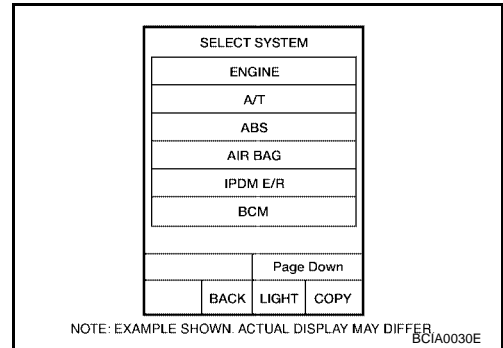 SELECT SYSTEM
ENGINE
A/T
ABS
AIR BAG
IPDM E/R
BCM
Page Down
BACK LIGHT COPY
NOTE: EXAMPLE SHOWN. ACTUAL DISPLAY MAY DIFFER.
BCIA0030E